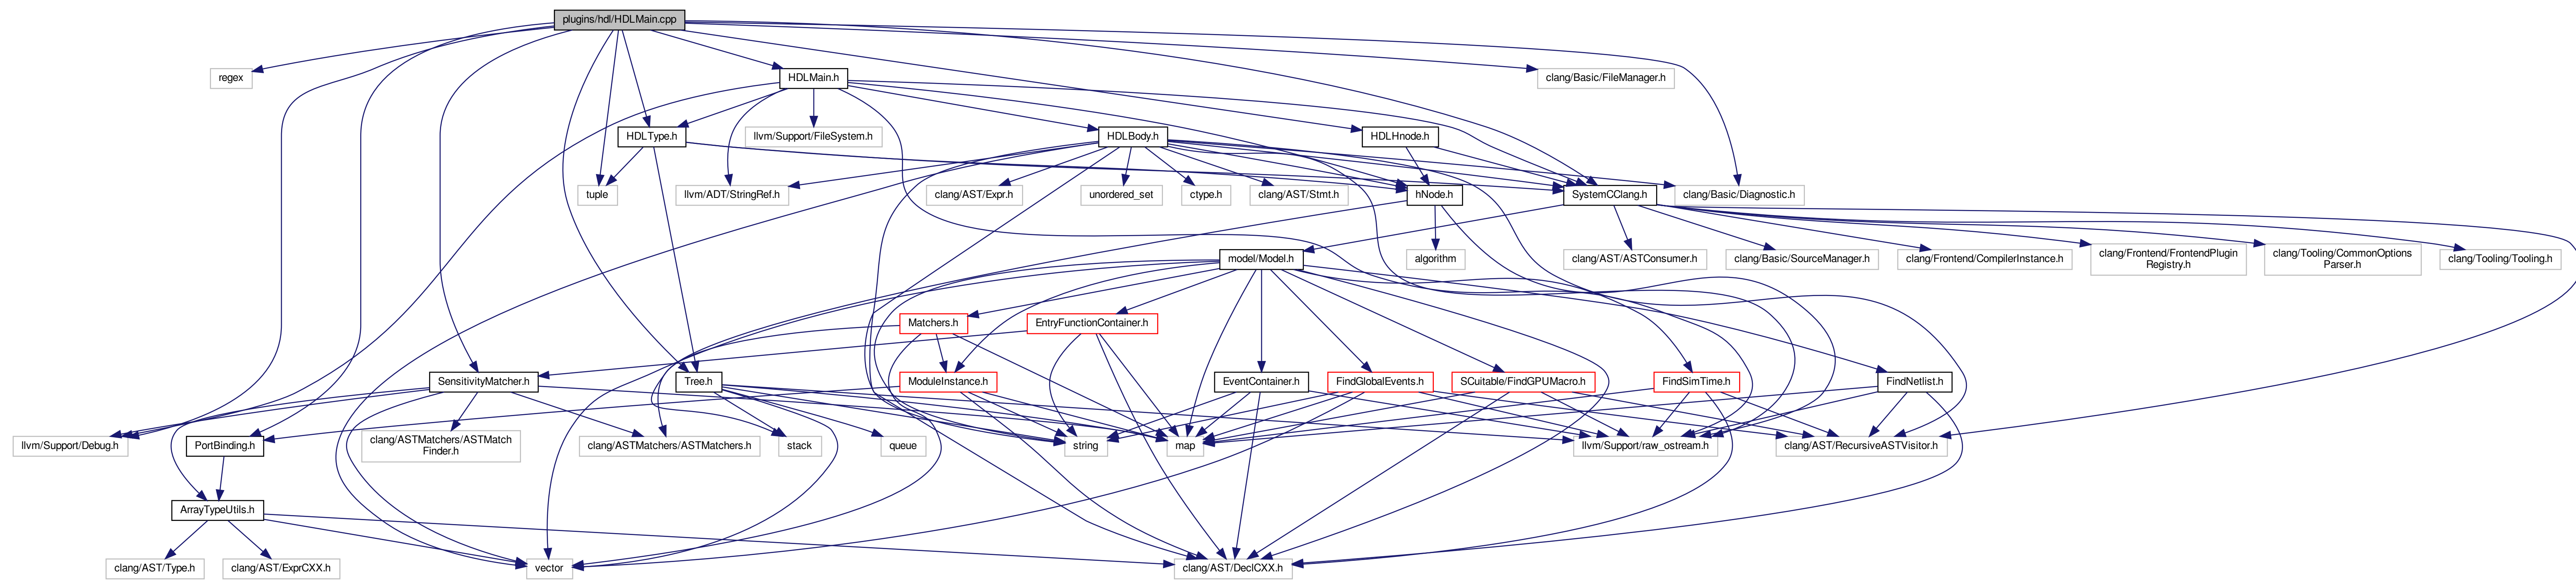 plugins/hdl/HDLMain.cpp
regex
HDLMain.h
clang/Basic/FileManager.h
HDLType.h
llvm/Support/FileSystem.h
HDLBody.h
HDLHnode.h
tuple
llvm/ADT/StringRef.h
clang/AST/Expr.h
unordered_set
ctype.h
clang/AST/Stmt.h
hNode.h
SystemCClang.h
clang/Basic/Diagnostic.h
model/Model.h
algorithm
clang/AST/ASTConsumer.h
clang/Basic/SourceManager.h
clang/Frontend/CompilerInstance.h
clang/Frontend/FrontendPlugin
Registry.h
clang/Tooling/CommonOptions
Parser.h
clang/Tooling/Tooling.h
Matchers.h
EntryFunctionContainer.h
SensitivityMatcher.h
Tree.h
ModuleInstance.h
EventContainer.h
FindGlobalEvents.h
SCuitable/FindGPUMacro.h
FindSimTime.h
FindNetlist.h
llvm/Support/Debug.h
PortBinding.h
clang/ASTMatchers/ASTMatch
Finder.h
clang/ASTMatchers/ASTMatchers.h
stack
queue
string
map
llvm/Support/raw_ostream.h
clang/AST/RecursiveASTVisitor.h
ArrayTypeUtils.h
clang/AST/Type.h
clang/AST/ExprCXX.h
vector
clang/AST/DeclCXX.h